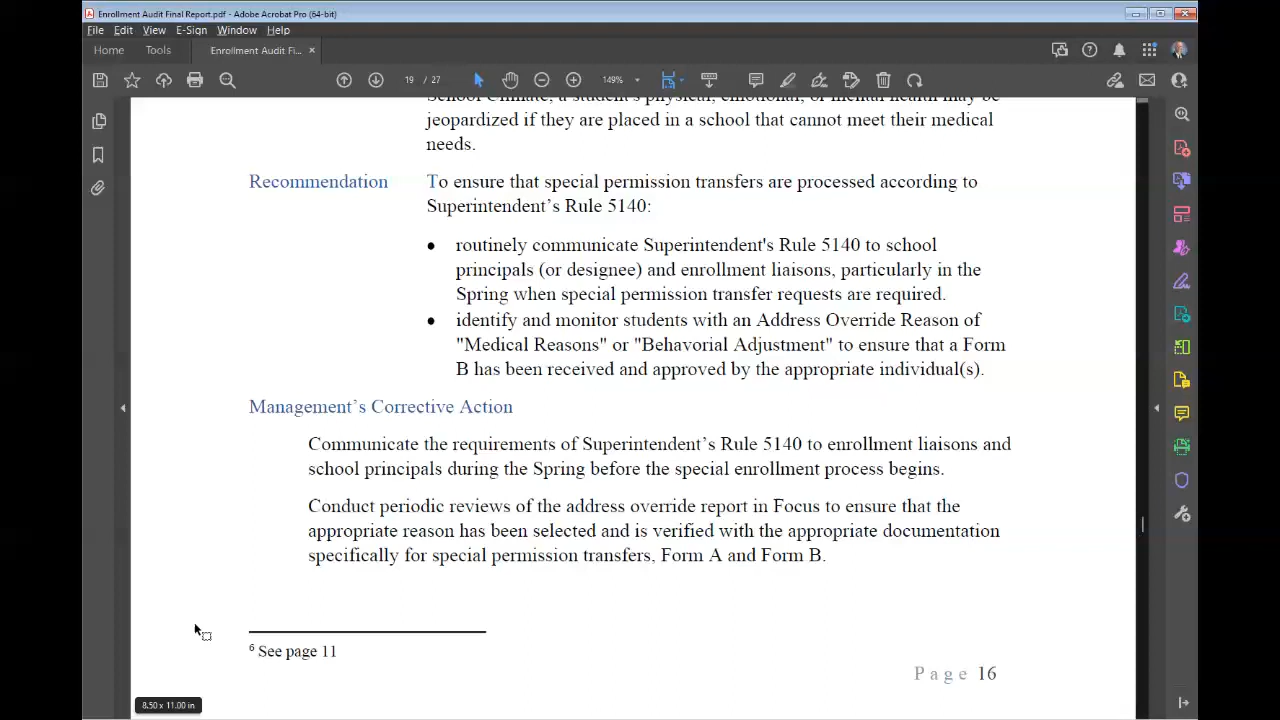 Enrollment Audit Final Report.pdf - Adobe Acrobat Pro (64-bit)
File Edit View E-Sign Window Help
Home Tools Enrollment Audit Fi... ×
19 / 27 149%
School Climate, a student's physical, emotional, or mental health may be
jeopardized if they are placed in a school that cannot meet their medical
needs.
Recommendation To ensure that special permission transfers are processed according to
Superintendent’s Rule 5140:
• routinely communicate Superintendent's Rule 5140 to school
principals (or designee) and enrollment liaisons, particularly in the
Spring when special permission transfer requests are required.
• identify and monitor students with an Address Override Reason of
"Medical Reasons" or "Behavorial Adjustment" to ensure that a Form
B has been received and approved by the appropriate individual(s).
Management’s Corrective Action
Communicate the requirements of Superintendent’s Rule 5140 to enrollment liaisons and
school principals during the Spring before the special enrollment process begins.
Conduct periodic reviews of the address override report in Focus to ensure that the
appropriate reason has been selected and is verified with the appropriate documentation
specifically for special permission transfers, Form A and Form B.
6 See page 11
Page 16
8.50 x 11.00 in